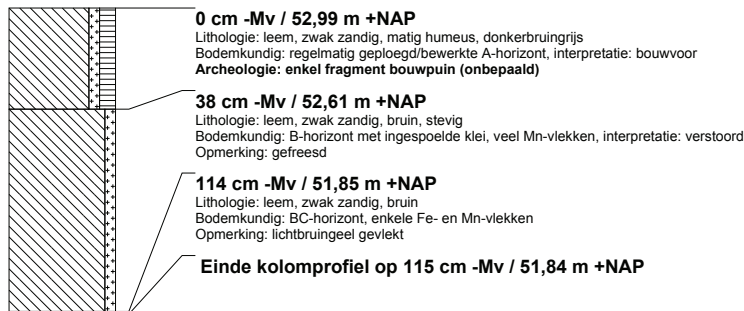 0 cm -Mv / 52,99 m +NAP
Lithologie: leem, zwak zandig, matig humeus, donkerbruingrijs
Bodemkundig: regelmatig geploegd/bewerkte A-horizont, interpretatie: bouwvoor
Archeologie: enkel fragment bouwpuin (onbepaald)
38 cm -Mv / 52,61 m +NAP
Lithologie: leem, zwak zandig, bruin, stevig
Bodemkundig: B-horizont met ingespoelde klei, veel Mn-vlekken, interpretatie: verstoord
Opmerking: gefreesd
114 cm -Mv / 51,85 m +NAP
Lithologie: leem, zwak zandig, bruin
Bodemkundig: BC-horizont, enkele Fe- en Mn-vlekken
Opmerking: lichtbruingeel gevlekt
Einde kolomprofiel op 115 cm -Mv / 51,84 m +NAP